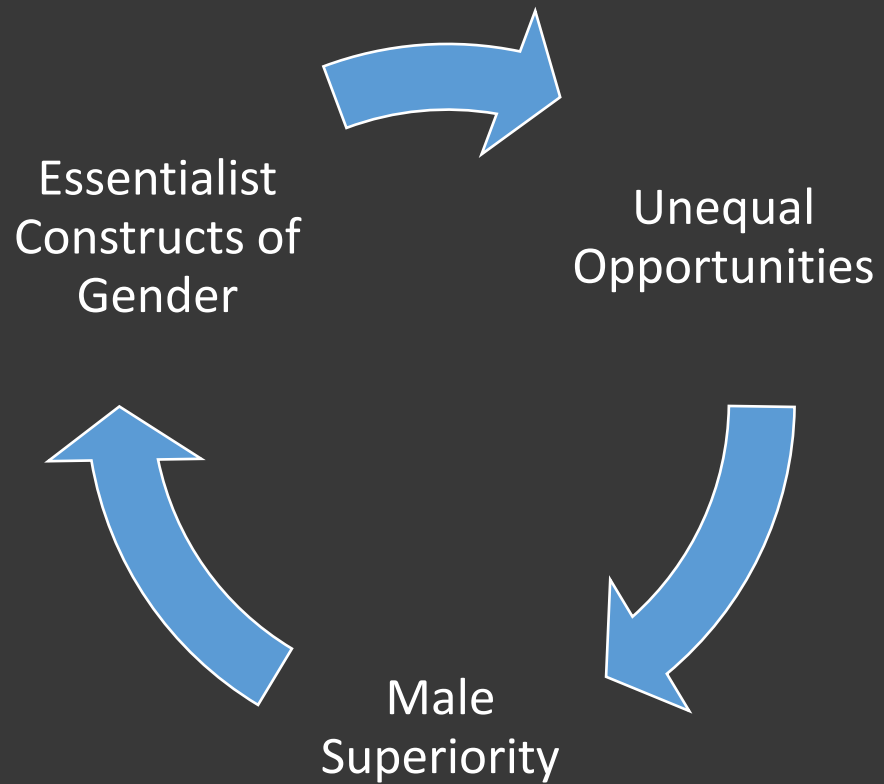 Essentialist
Constructs of
Gender
Unequal
Opportunities
Male
Superiority